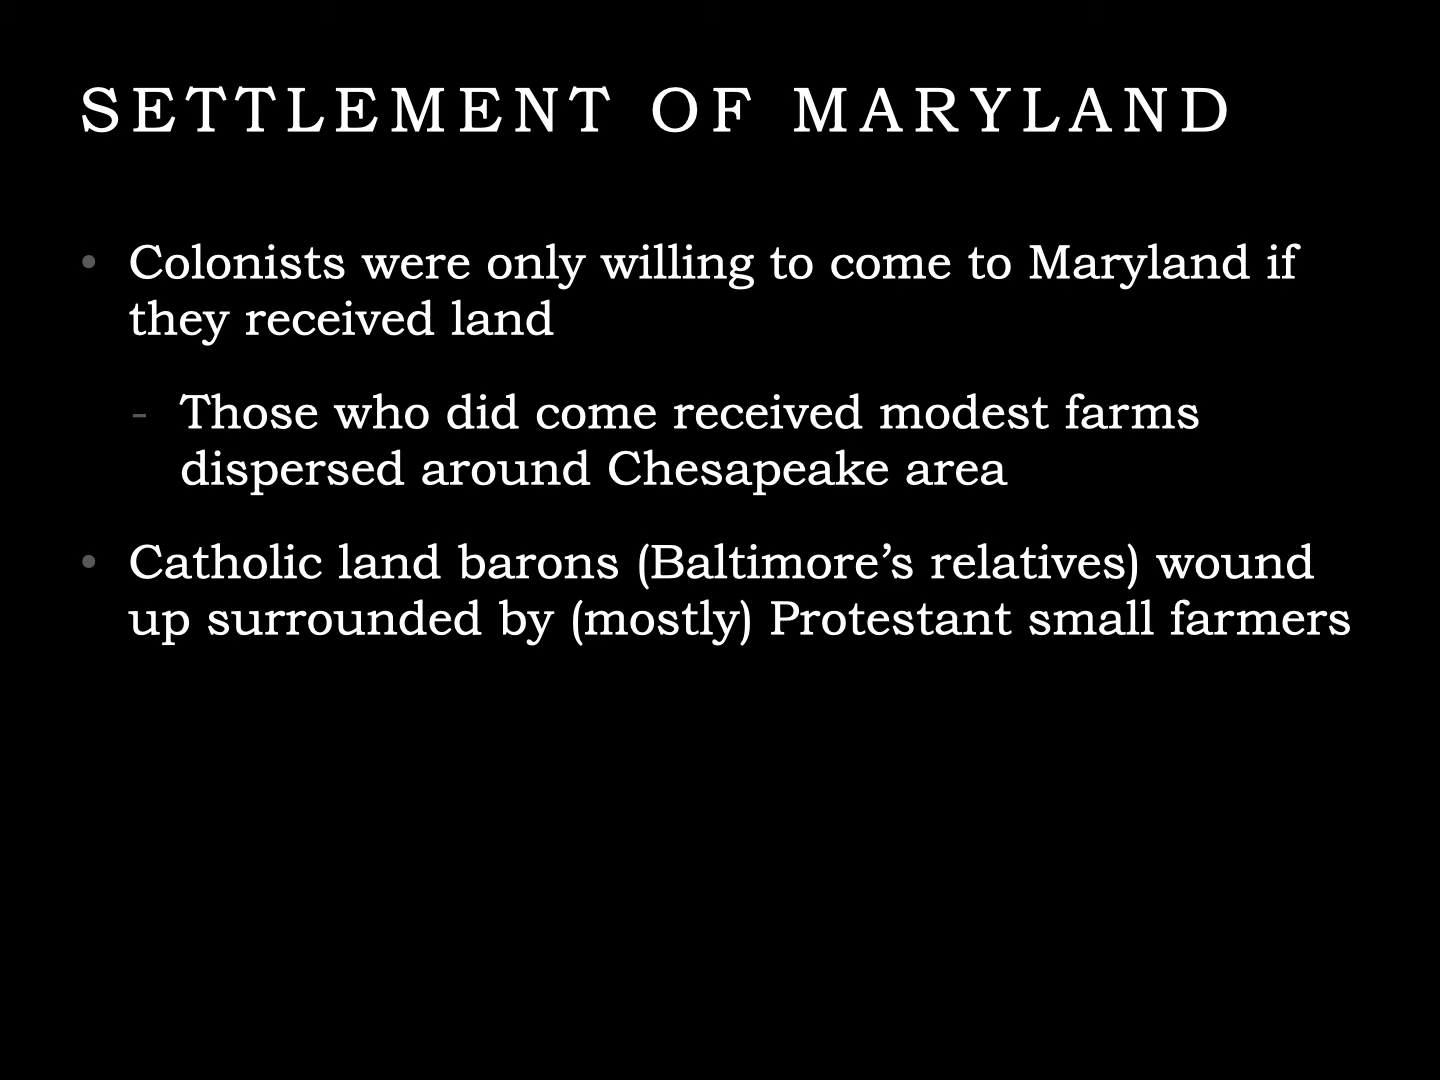 SETTLEMENT OF MARYLAND
• Colonists were only willing to come to Maryland if
they received land
- Those who did come received modest farms
dispersed around Chesapeake area
• Catholic land barons (Baltimore’s relatives) wound
up surrounded by (mostly) Protestant small farmers